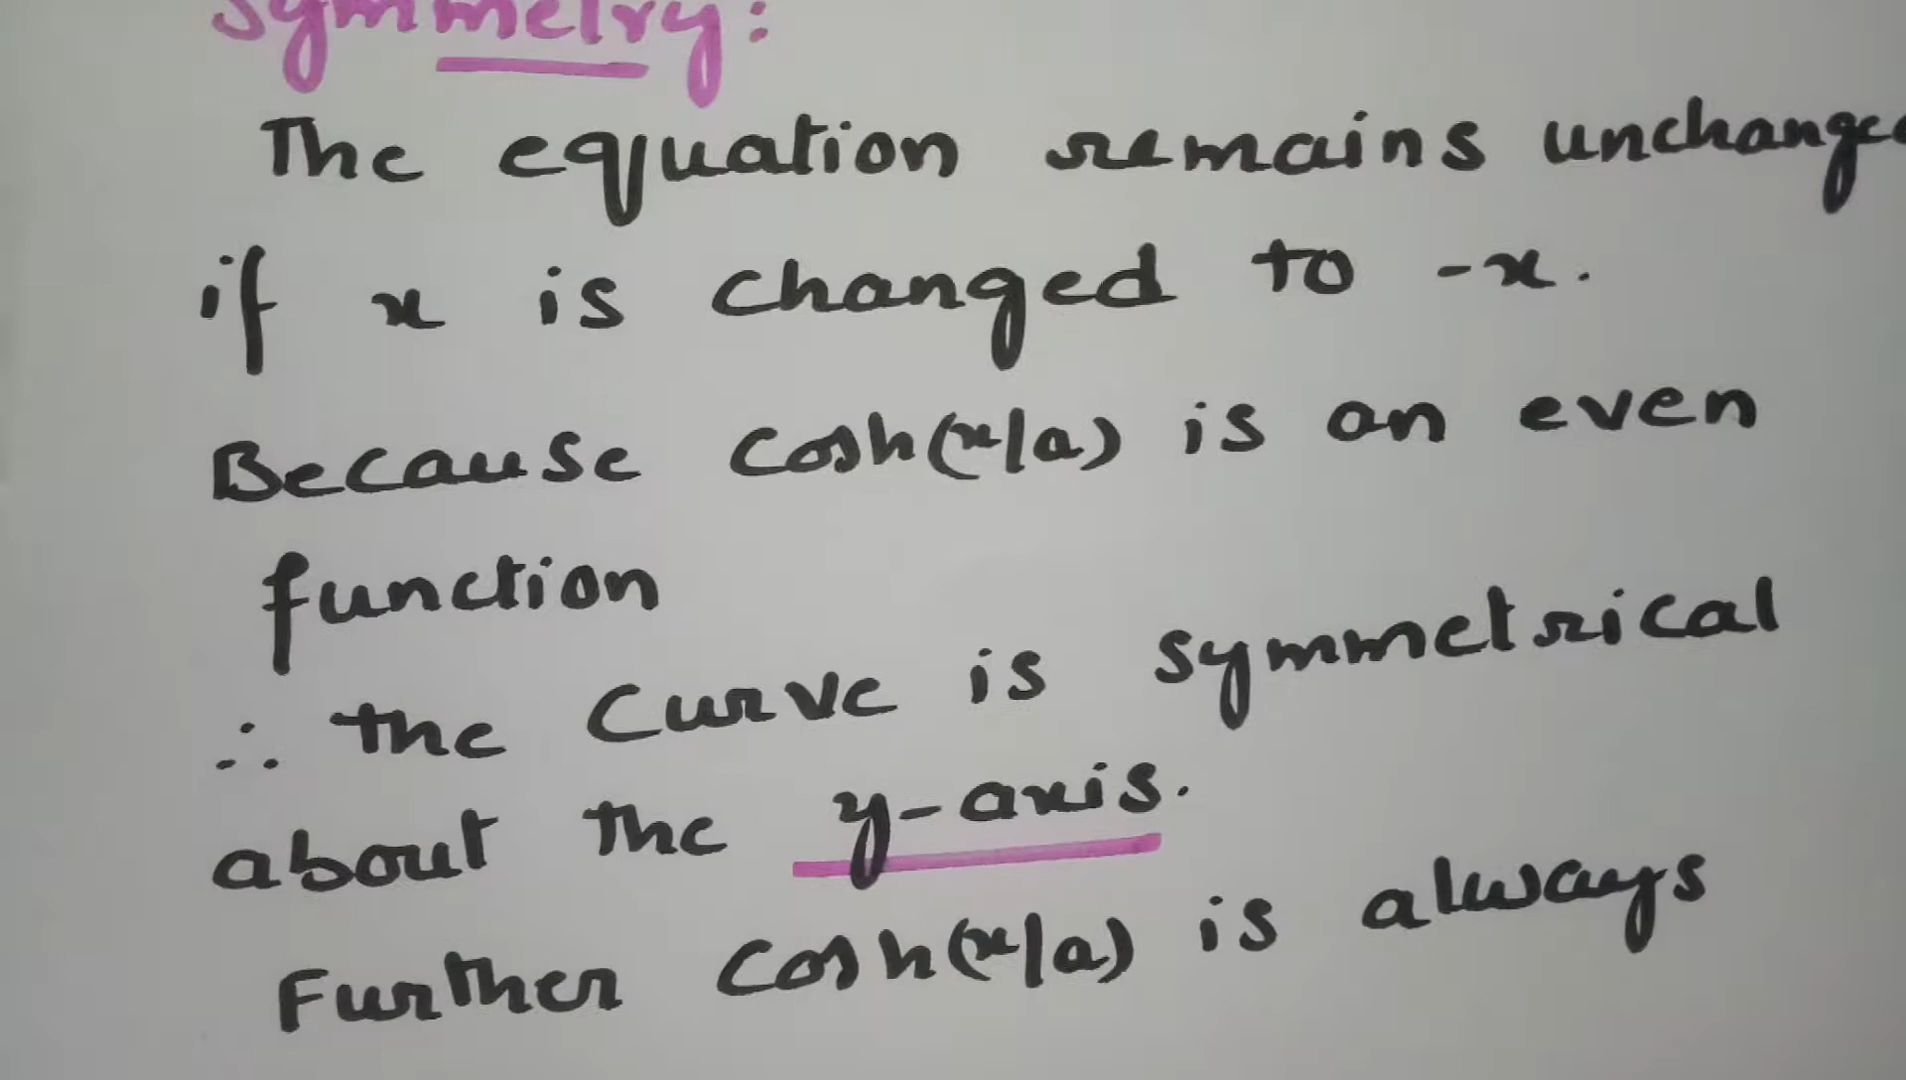 Symmetry:
The equation remains unchanged
if x is changed to -x.
Because cosh(x/a) is an even
function
∴ the curve is symmetrical
about the y-axis.
Further cosh(x/a) is always